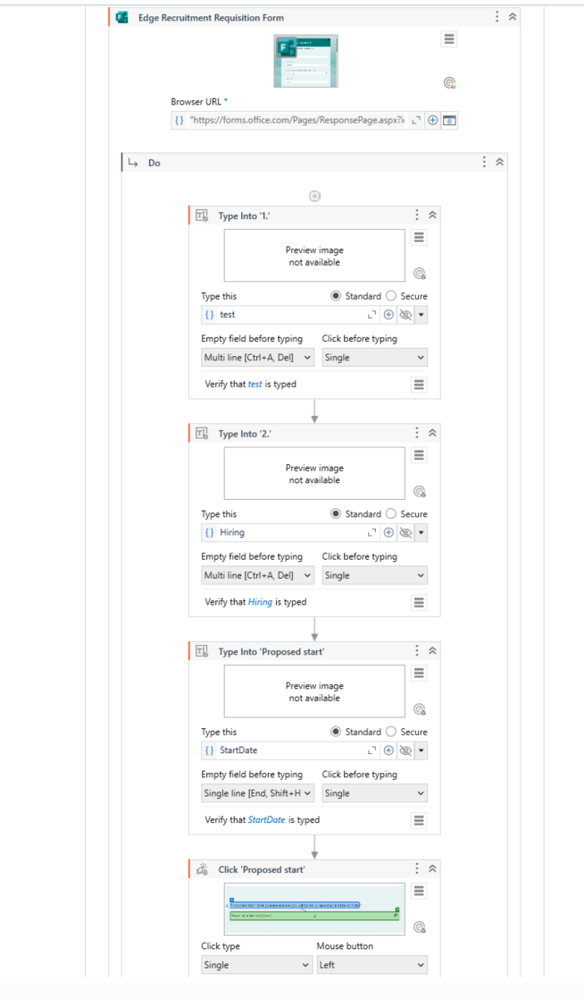 Edge Recruitment Requisition Form
Browser URL *
{} "https://forms.office.com/Pages/ResponsePage.aspx?i
Do
Type Into '1.'
Preview image
not available
Type this Standard Secure
{} test
Empty field before typing Click before typing
Multi line [Ctrl+A, Del] Single
Verify that test is typed
Type Into '2.'
Preview image
not available
Type this Standard Secure
{} Hiring
Empty field before typing Click before typing
Multi line [Ctrl+A, Del] Single
Verify that Hiring is typed
Type Into 'Proposed start'
Preview image
not available
Type this Standard Secure
{} StartDate
Empty field before typing Click before typing
Single line [End, Shift+H Single
Verify that StartDate is typed
Click 'Proposed start'
Click type Mouse button
Single Left